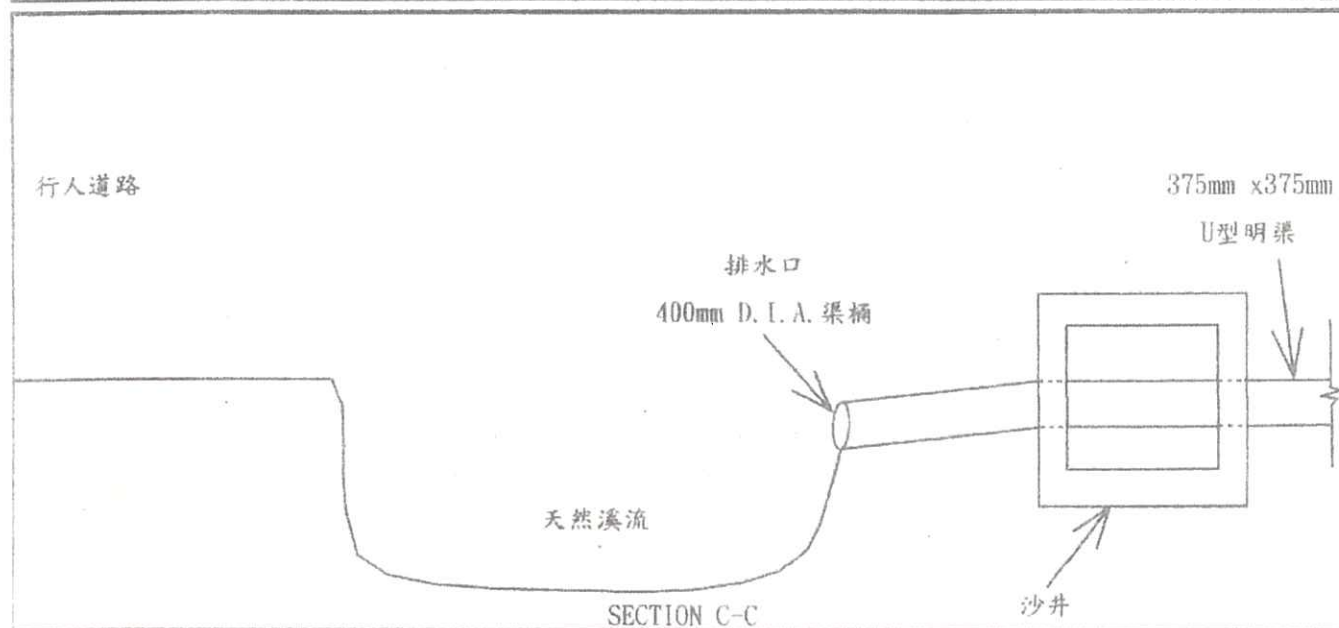 行人道路
375mm x375mm
U型明渠
排水口
400mm D.I.A.渠桶
天然溪流
SECTION C-C
沙井